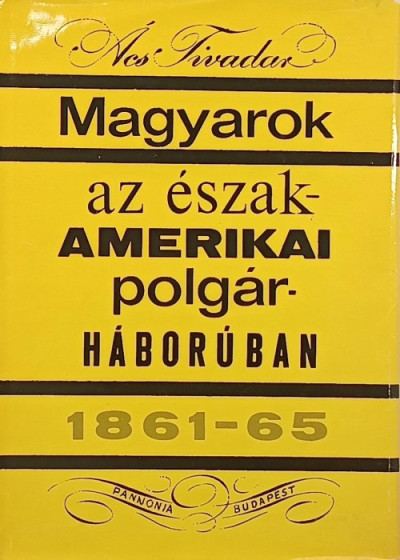 Ács Tivadar
Magyarok
az észak-
AMERIKAI
polgár-
HÁBORÚBAN
1861-65
PANNONIA BUDAPEST